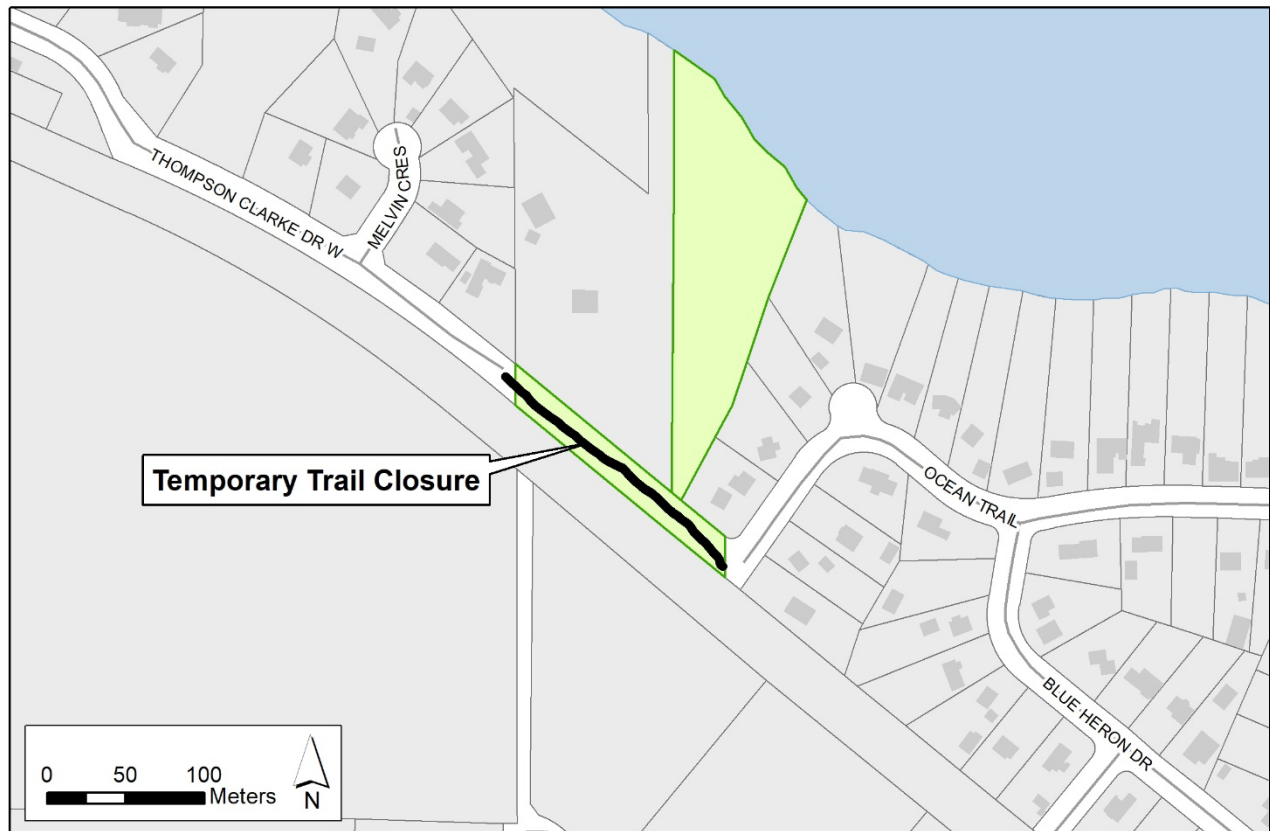 THOMPSON CLARKE DR W
MELVIN CRES
Temporary Trail Closure
OCEAN TRAIL
BLUE HERON DR
0 50 100
Meters
N